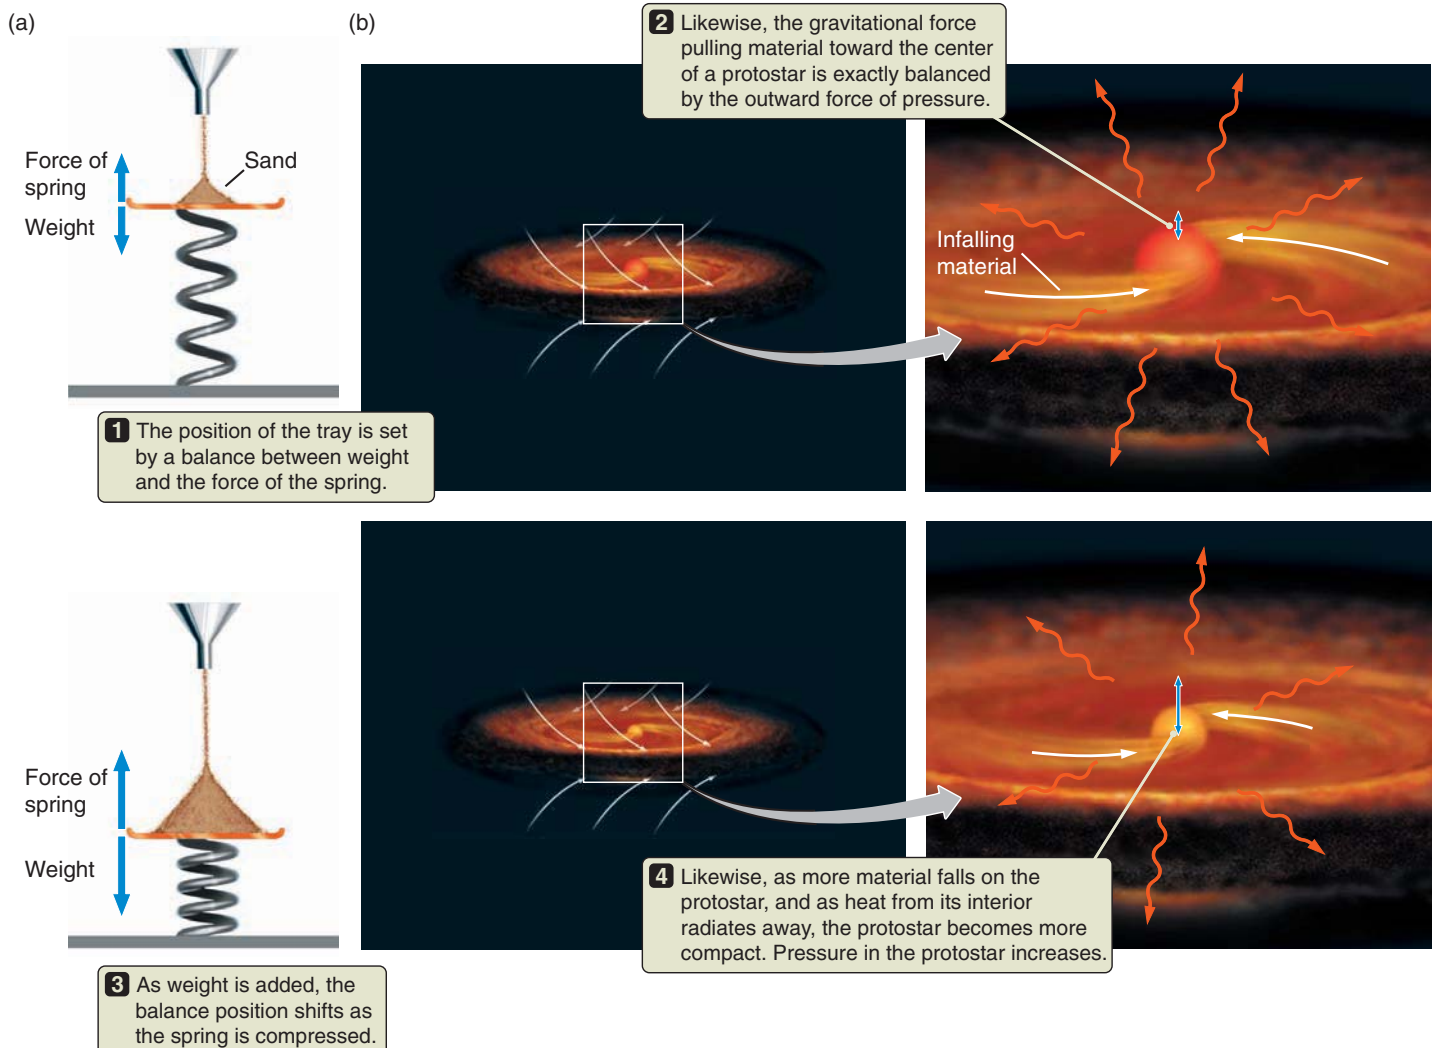 (a)
(b)
Force of
spring
Weight
Sand
1 The position of the tray is set
by a balance between weight
and the force of the spring.
2 Likewise, the gravitational force
pulling material toward the center
of a protostar is exactly balanced
by the outward force of pressure.
Infalling
material
Force of
spring
Weight
3 As weight is added, the
balance position shifts as
the spring is compressed.
4 Likewise, as more material falls on the
protostar, and as heat from its interior
radiates away, the protostar becomes more
compact. Pressure in the protostar increases.